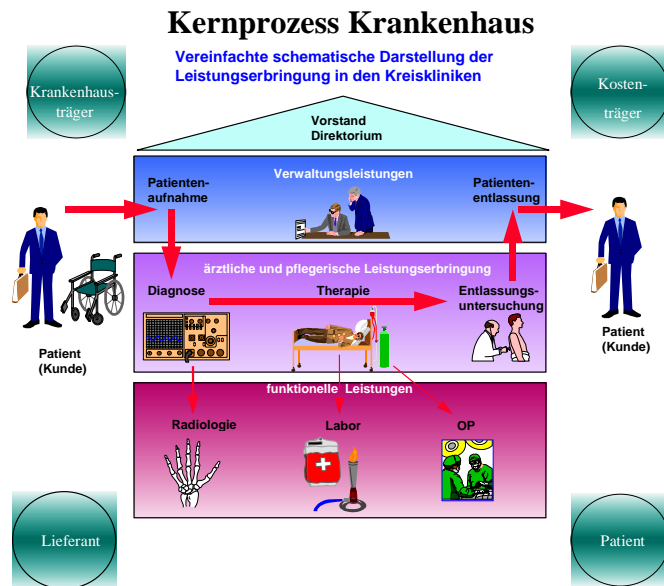 Kernprozess Krankenhaus
Vereinfachte schematische Darstellung der
Leistungserbringung in den Kreiskliniken
Krankenhaus-
träger
Kosten-
träger
Vorstand
Direktorium
Verwaltungsleistungen
Patienten-
aufnahme
Patienten-
entlassung
ärztliche und pflegerische Leistungserbringung
Diagnose
Therapie
Entlassungs-
untersuchung
Patient
(Kunde)
Patient
(Kunde)
funktionelle Leistungen
Radiologie
Labor
OP
Lieferant
Patient